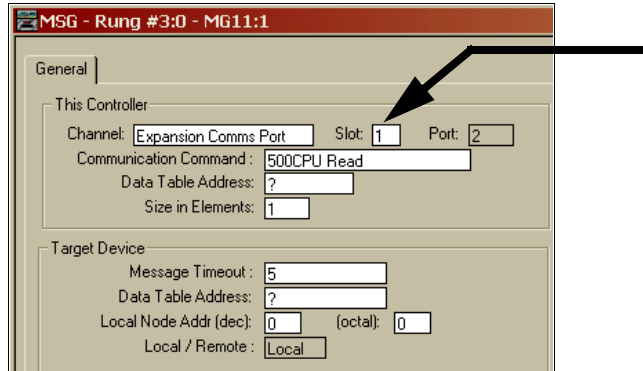 MSG - Rung #3:0 - MG11:1
General
This Controller
Channel: Expansion Comms Port Slot: 1 Port: 2
Communication Command : 500CPU Read
Data Table Address: ?
Size in Elements: 1
Target Device
Message Timeout : 5
Data Table Address: ?
Local Node Addr (dec): 0 (octal): 0
Local / Remote : Local